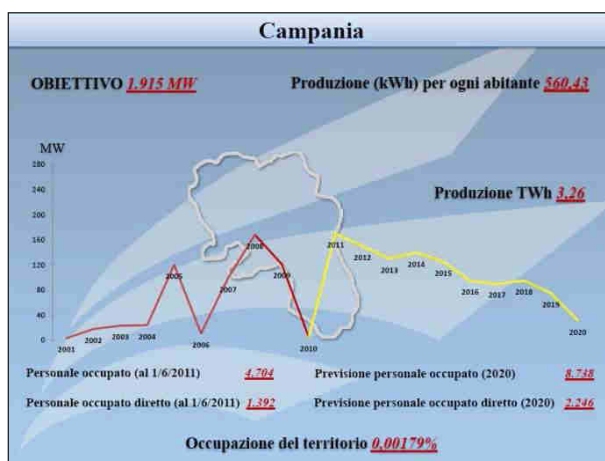 Campania
OBIETTIVO 1.915 MW
Produzione (kWh) per ogni abitante 560,43
MW
280
240
200
160
120
80
40
0
Produzione TWh 3,26
2001
2002
2003
2004
2005
2006
2007
2008
2009
2010
2011
2012
2013
2014
2015
2016
2017
2018
2019
2020
Personale occupato (al 1/6/2011) 4.704
Previsione personale occupato (2020) 8.738
Personale occupato diretto (al 1/6/2011) 1.392
Previsione personale occupato diretto (2020) 2.246
Occupazione del territorio 0,00179%